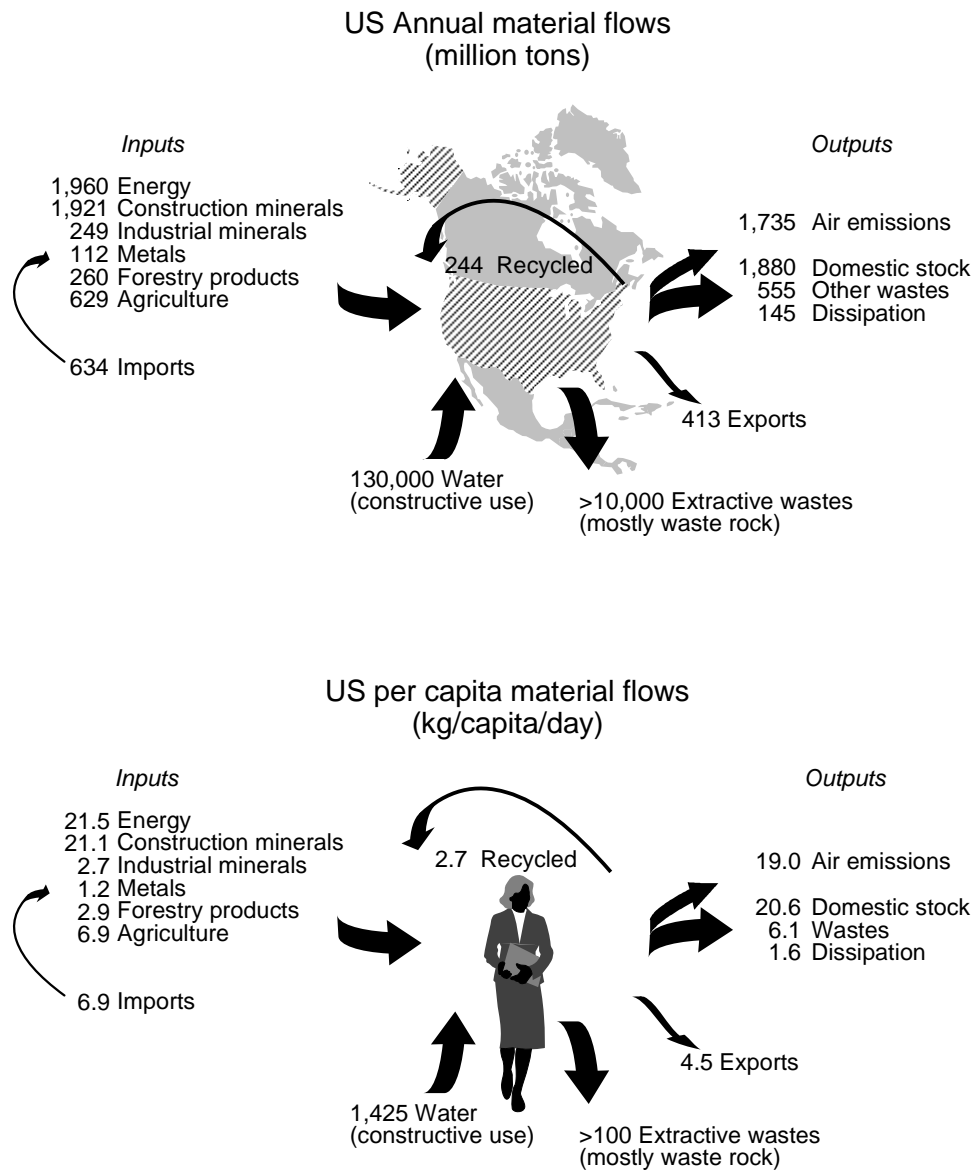 US Annual material flows
(million tons)
Inputs
Outputs
1,960 Energy
1,921 Construction minerals
249 Industrial minerals
112 Metals
260 Forestry products
629 Agriculture
634 Imports
244 Recycled
1,735 Air emissions
1,880 Domestic stock
555 Other wastes
145 Dissipation
413 Exports
130,000 Water
(constructive use)
>10,000 Extractive wastes
(mostly waste rock)
US per capita material flows
(kg/capita/day)
Inputs
Outputs
21.5 Energy
21.1 Construction minerals
2.7 Industrial minerals
1.2 Metals
2.9 Forestry products
6.9 Agriculture
6.9 Imports
2.7 Recycled
19.0 Air emissions
20.6 Domestic stock
6.1 Wastes
1.6 Dissipation
4.5 Exports
1,425 Water
(constructive use)
>100 Extractive wastes
(mostly waste rock)